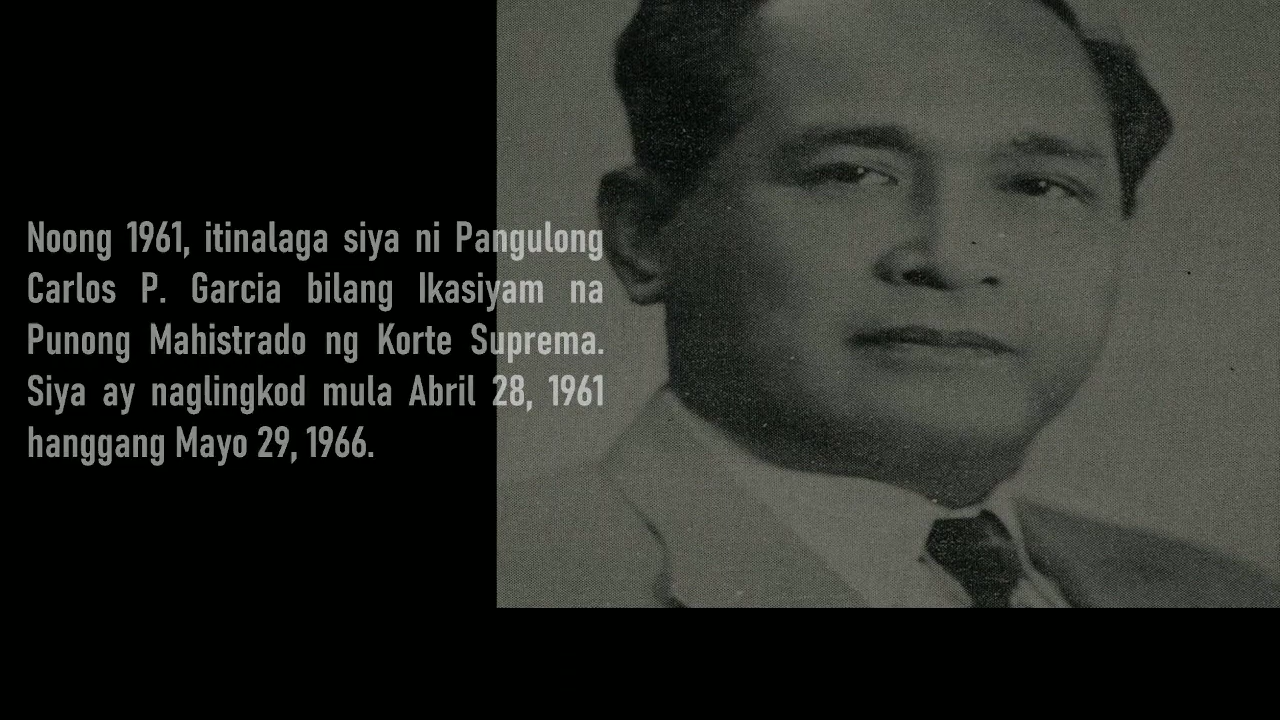 Noong 1961, itinalaga siya ni Pangulong
Carlos P. Garcia bilang Ikasiyam na
Punong Mahistrado ng Korte Suprema.
Siya ay naglingkod mula Abril 28, 1961
hanggang Mayo 29, 1966.